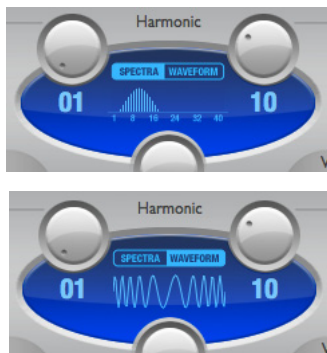 Harmonic
SPECTRA WAVEFORM
01 10
1 8 16 24 32 40
Harmonic
SPECTRA WAVEFORM
01 10